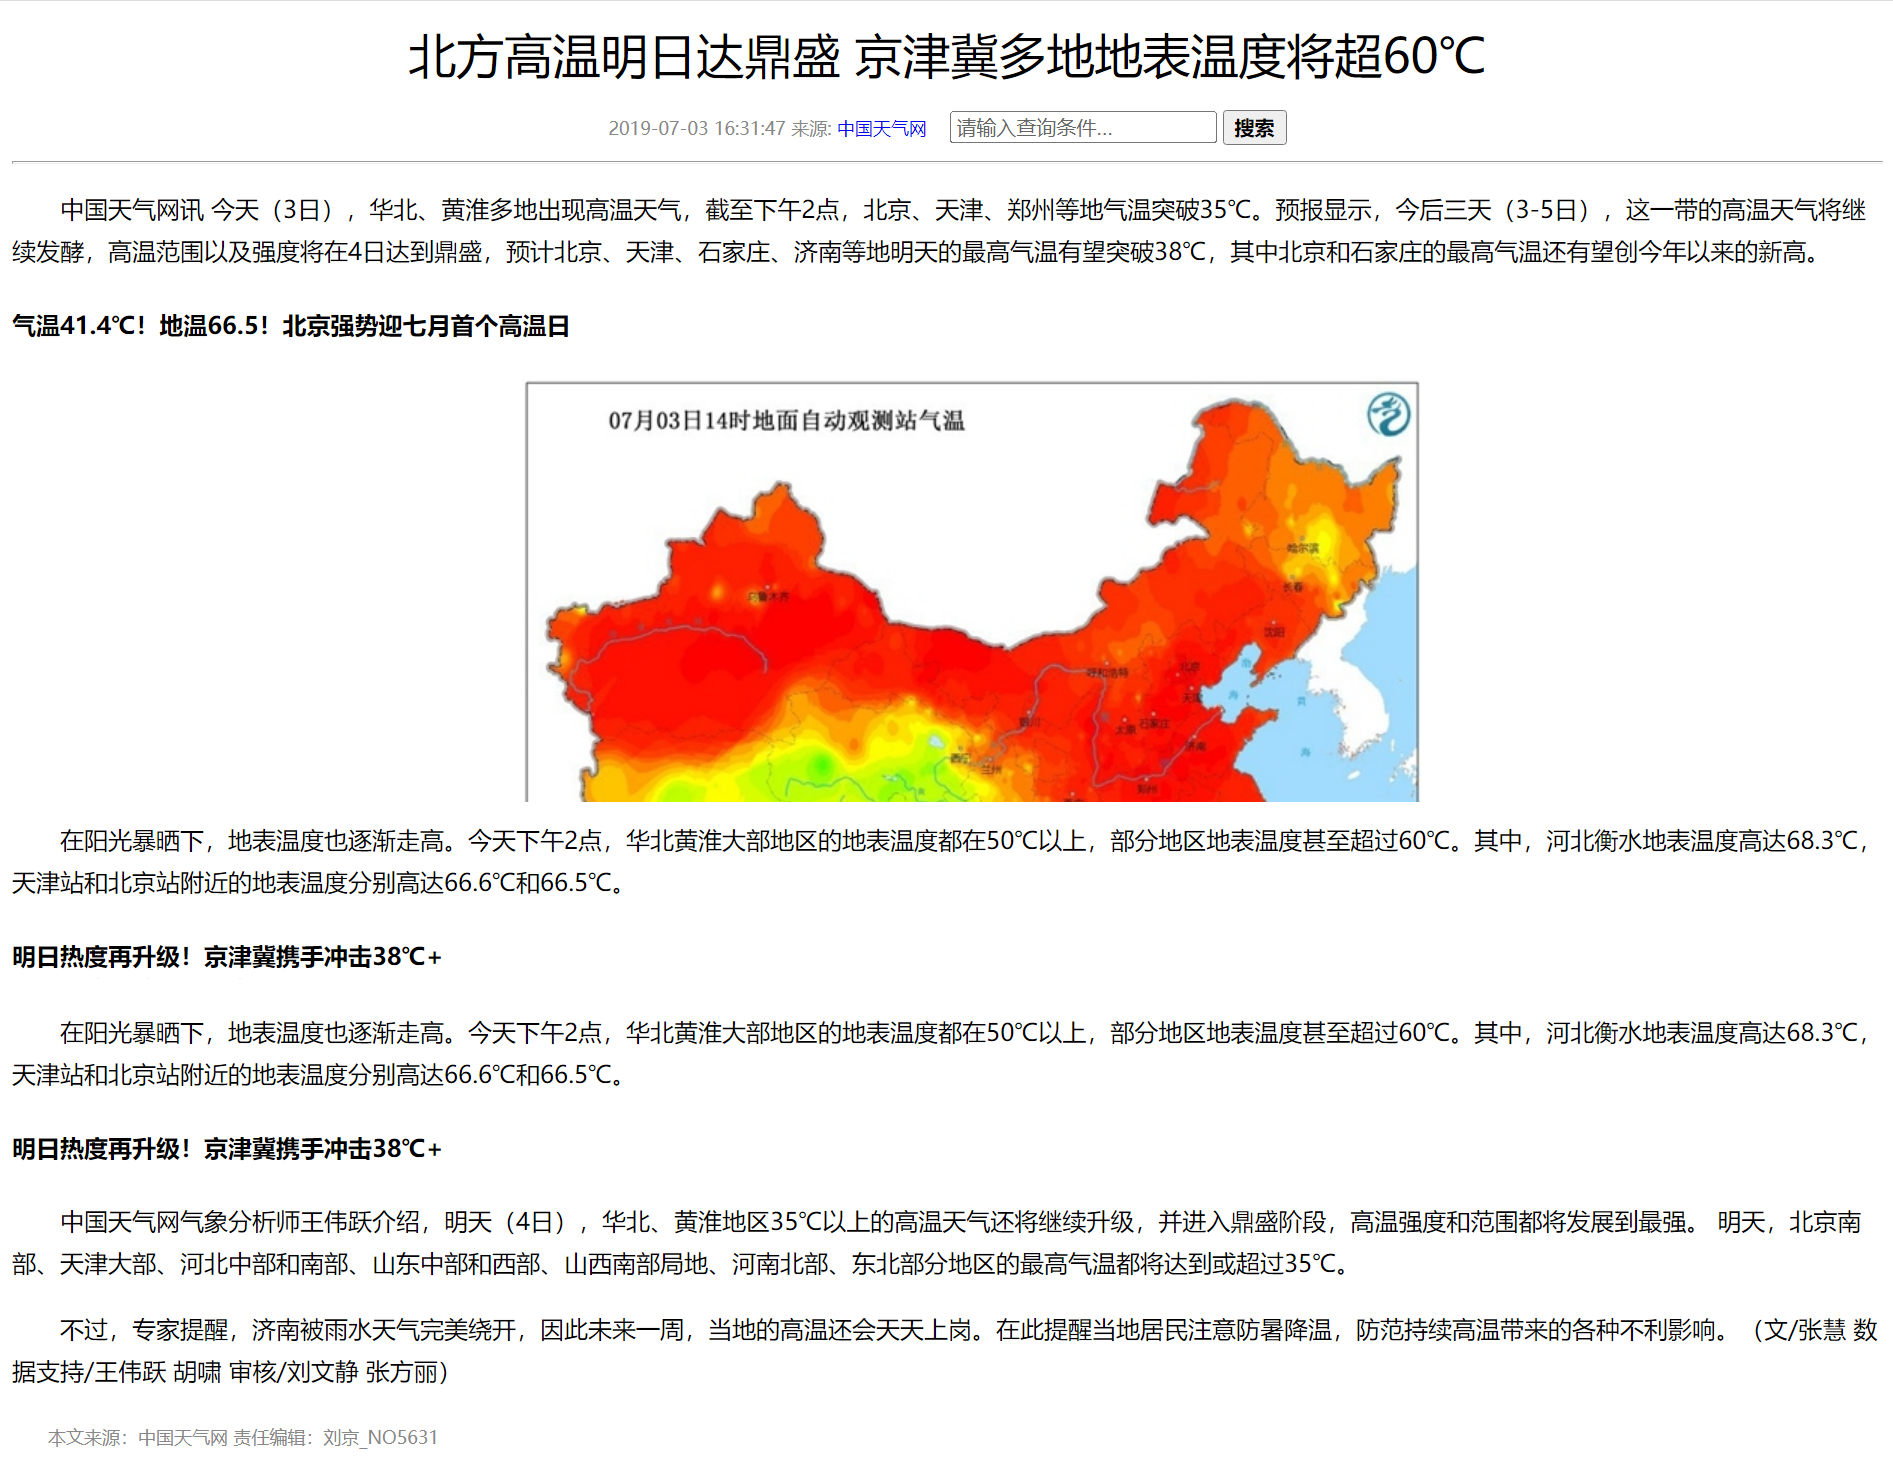 北方高温明日达鼎盛 京津冀多地地表温度将超60℃
2019-07-03 16:31:47 来源: 中国天气网 请输入查询条件... 搜索
中国天气网讯 今天（3日），华北、黄淮多地出现高温天气，截至下午2点，北京、天津、郑州等地气温突破35℃。预报显示，今后三天（3-5日），这一带的高温天气将继
续发酵，高温范围以及强度将在4日达到鼎盛，预计北京、天津、石家庄、济南等地明天的最高气温有望突破38℃，其中北京和石家庄的最高气温还有望创今年以来的新高。
气温41.4℃！地温66.5！北京强势迎七月首个高温日
07月03日14时地面自动观测站气温
哈尔滨
长春
乌鲁木齐
沈阳
北京
渤
呼和浩特
天津
海
黄
银川
太原
石家庄
济南
海
西宁
兰州
郑州
在阳光暴晒下，地表温度也逐渐走高。今天下午2点，华北黄淮大部地区的地表温度都在50℃以上，部分地区地表温度甚至超过60℃。其中，河北衡水地表温度高达68.3℃，
天津站和北京站附近的地表温度分别高达66.6℃和66.5℃。
明日热度再升级！京津冀携手冲击38℃+
在阳光暴晒下，地表温度也逐渐走高。今天下午2点，华北黄淮大部地区的地表温度都在50℃以上，部分地区地表温度甚至超过60℃。其中，河北衡水地表温度高达68.3℃，
天津站和北京站附近的地表温度分别高达66.6℃和66.5℃。
明日热度再升级！京津冀携手冲击38℃+
中国天气网气象分析师王伟跃介绍，明天（4日），华北、黄淮地区35℃以上的高温天气还将继续升级，并进入鼎盛阶段，高温强度和范围都将发展到最强。 明天，北京南
部、天津大部、河北中部和南部、山东中部和西部、山西南部局地、河南北部、东北部分地区的最高气温都将达到或超过35℃。
不过，专家提醒，济南被雨水天气完美绕开，因此未来一周，当地的高温还会天天上岗。在此提醒当地居民注意防暑降温，防范持续高温带来的各种不利影响。（文/张慧 数
据支持/王伟跃 胡啸 审核/刘文静 张方丽）
本文来源：中国天气网 责任编辑：刘京_NO5631